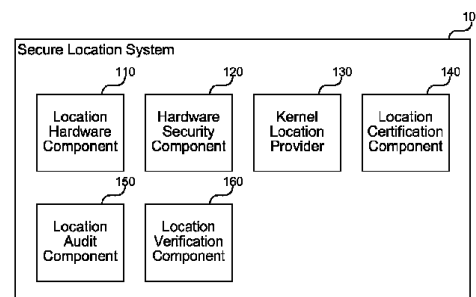 10
Secure Location System
110
120
130
140
Location
Hardware
Component
Hardware
Security
Component
Kernel
Location
Provider
Location
Certification
Component
150
160
Location
Audit
Component
Location
Verification
Component